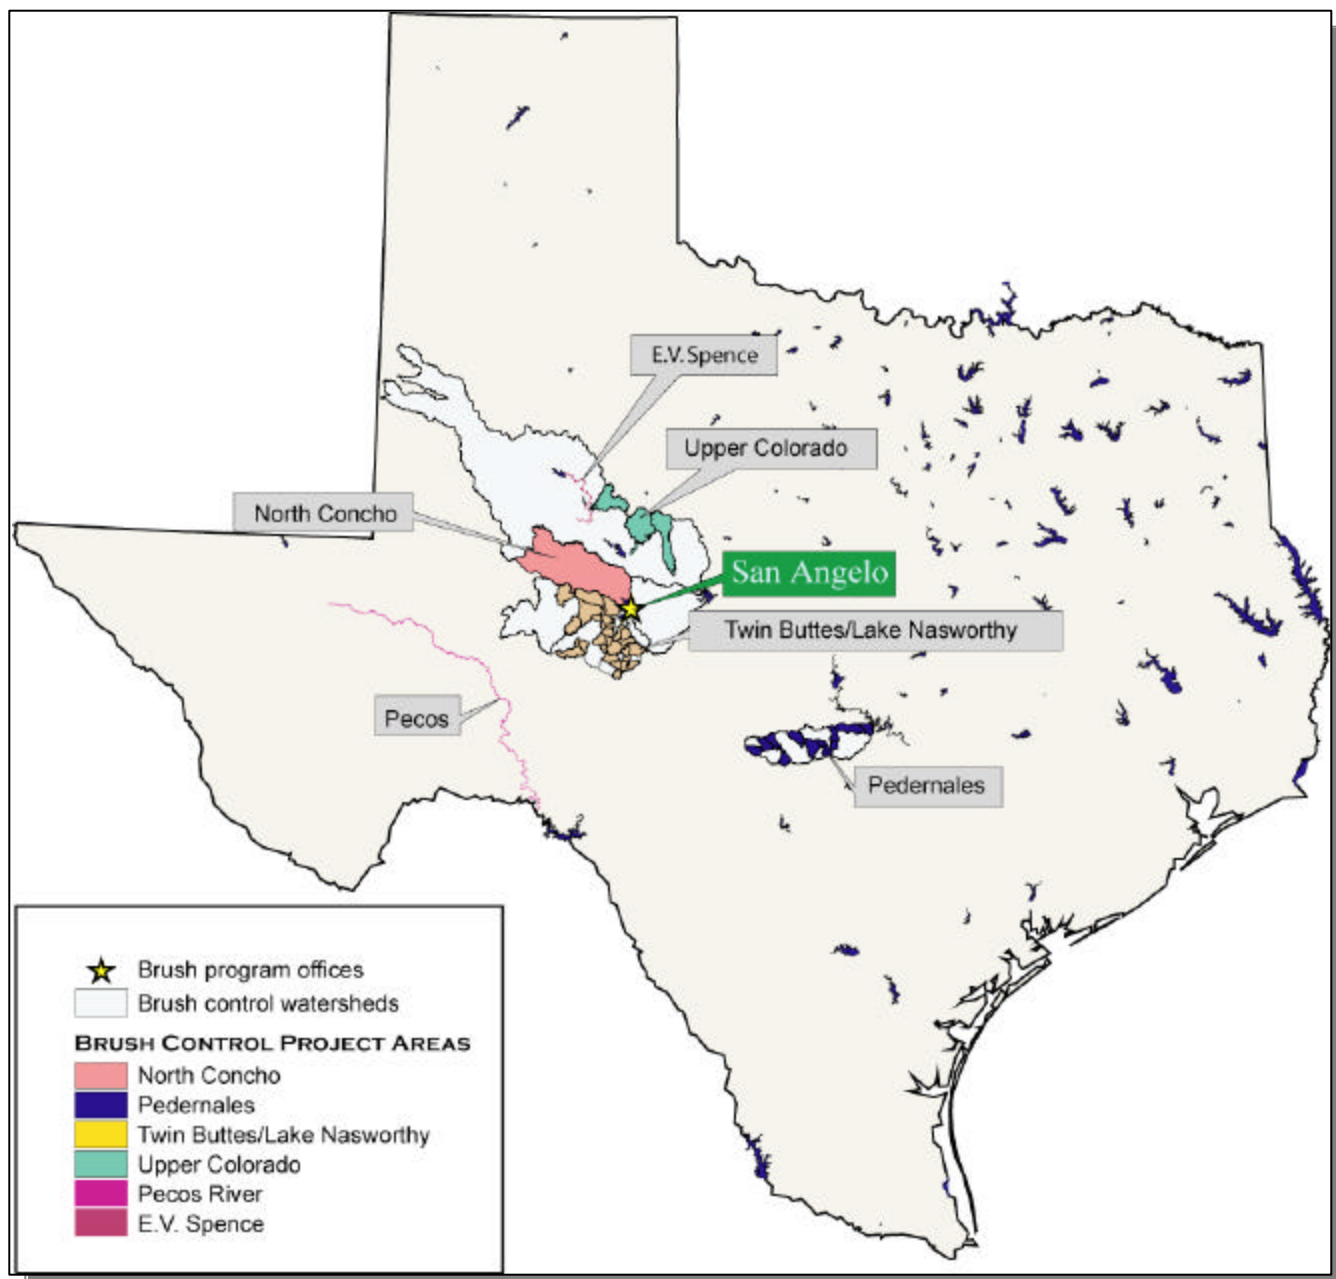 E.V. Spence
Upper Colorado
North Concho
San Angelo
Twin Buttes/Lake Nasworthy
Pecos
Pedernales
Brush program offices
Brush control watersheds
BRUSH CONTROL PROJECT AREAS
North Concho
Pedernales
Twin Buttes/Lake Nasworthy
Upper Colorado
Pecos River
E.V. Spence